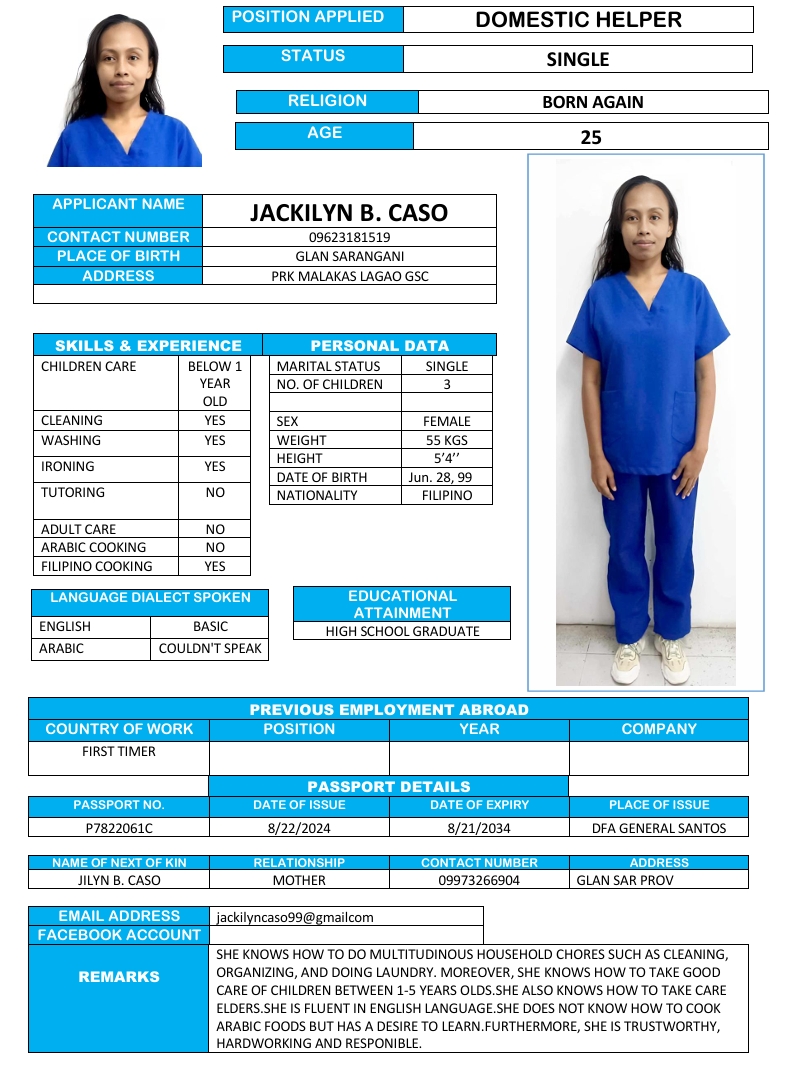 POSITION APPLIED DOMESTIC HELPER
STATUS SINGLE
RELIGION BORN AGAIN
AGE 25
APPLICANT NAME JACKILYN B. CASO
CONTACT NUMBER 09623181519
PLACE OF BIRTH GLAN SARANGANI
ADDRESS PRK MALAKAS LAGAO GSC
SKILLS & EXPERIENCE
CHILDREN CARE BELOW 1
YEAR
OLD
CLEANING YES
WASHING YES
IRONING YES
TUTORING NO
ADULT CARE NO
ARABIC COOKING NO
FILIPINO COOKING YES
PERSONAL DATA
MARITAL STATUS SINGLE
NO. OF CHILDREN 3
SEX FEMALE
WEIGHT 55 KGS
HEIGHT 5’4’’
DATE OF BIRTH Jun. 28, 99
NATIONALITY FILIPINO
LANGUAGE DIALECT SPOKEN
ENGLISH BASIC
ARABIC COULDN'T SPEAK
EDUCATIONAL
ATTAINMENT
HIGH SCHOOL GRADUATE
PREVIOUS EMPLOYMENT ABROAD
COUNTRY OF WORK POSITION YEAR COMPANY
FIRST TIMER
PASSPORT DETAILS
PASSPORT NO. DATE OF ISSUE DATE OF EXPIRY PLACE OF ISSUE
P7822061C 8/22/2024 8/21/2034 DFA GENERAL SANTOS
NAME OF NEXT OF KIN RELATIONSHIP CONTACT NUMBER ADDRESS
JILYN B. CASO MOTHER 09973266904 GLAN SAR PROV
EMAIL ADDRESS jackilyncaso99@gmailcom
FACEBOOK ACCOUNT
REMARKS
SHE KNOWS HOW TO DO MULTITUDINOUS HOUSEHOLD CHORES SUCH AS CLEANING,
ORGANIZING, AND DOING LAUNDRY. MOREOVER, SHE KNOWS HOW TO TAKE GOOD
CARE OF CHILDREN BETWEEN 1-5 YEARS OLDS.SHE ALSO KNOWS HOW TO TAKE CARE
ELDERS.SHE IS FLUENT IN ENGLISH LANGUAGE.SHE DOES NOT KNOW HOW TO COOK
ARABIC FOODS BUT HAS A DESIRE TO LEARN.FURTHERMORE, SHE IS TRUSTWORTHY,
HARDWORKING AND RESPONIBLE.